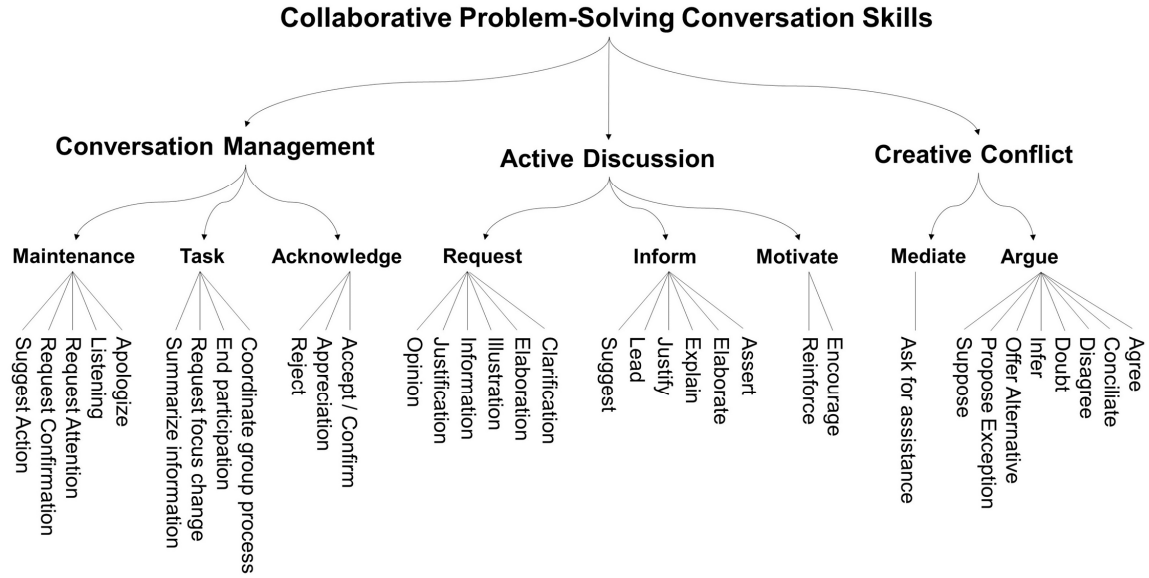 Collaborative Problem-Solving Conversation Skills
Conversation Management
Active Discussion
Creative Conflict
Maintenance
Task
Acknowledge
Request
Inform
Motivate
Mediate
Argue
Suggest Action
Request Confirmation
Request Attention
Listening
Apologize
Summarize information
Request focus change
End participation
Coordinate group process
Reject
Appreciation
Accept / Confirm
Opinion
Justification
Information
Illustration
Elaboration
Clarification
Suggest
Lead
Justify
Explain
Elaborate
Assert
Reinforce
Encourage
Ask for assistance
Suppose
Propose Exception
Offer Alternative
Infer
Doubt
Disagree
Conciliate
Agree